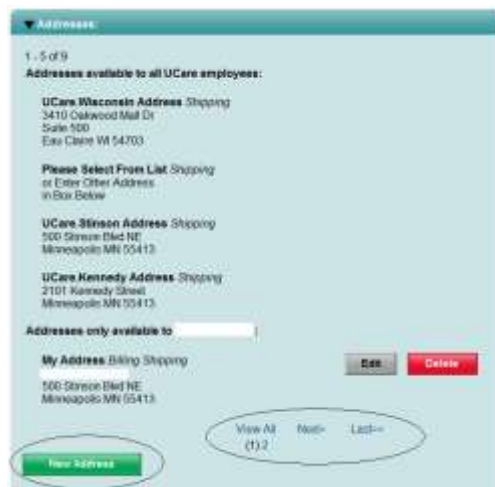 Addresses:
1 - 5 of 9
Addresses available to all UCare employees:
UCare Wisconsin Address Shipping
3410 Oakwood Mall Dr
Suite 500
Eau Claire WI 54703
Please Select From List Shipping
or Enter Other Address
in Box Below
UCare Stinson Address Shipping
500 Stinson Blvd NE
Minneapolis MN 55413
UCare Kennedy Address Shipping
2101 Kennedy Street
Minneapolis MN 55413
Addresses only available to :
My Address Billing Shipping
Edit Delete
500 Stinson Blvd NE
Minneapolis MN 55413
View All Next> Last>>
(1) 2
New Address